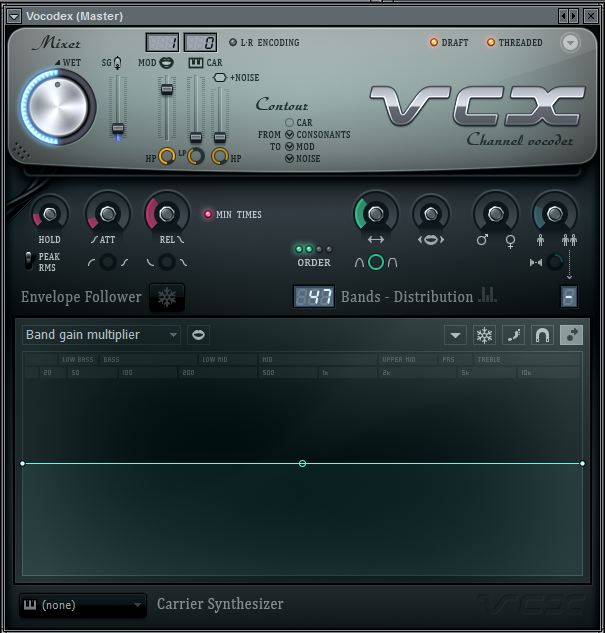 Vocodex (Master)
Mixer
1 0 L-R ENCODING DRAFT THREADED
WET SG MOD CAR
+NOISE
VCX
Channel vocoder
Contour
CAR
FROM CONSONANTS
TO MOD
NOISE
HP LP HP
HOLD ATT REL MIN TIMES
PEAK
RMS
ORDER
Envelope Follower 47 Bands - Distribution -
Band gain multiplier
LOW BASS BASS LOW MID MID UPPER MID PRS TREBLE
20 50 100 200 500 1k 2k 5k 10k
(none) Carrier Synthesizer VCX